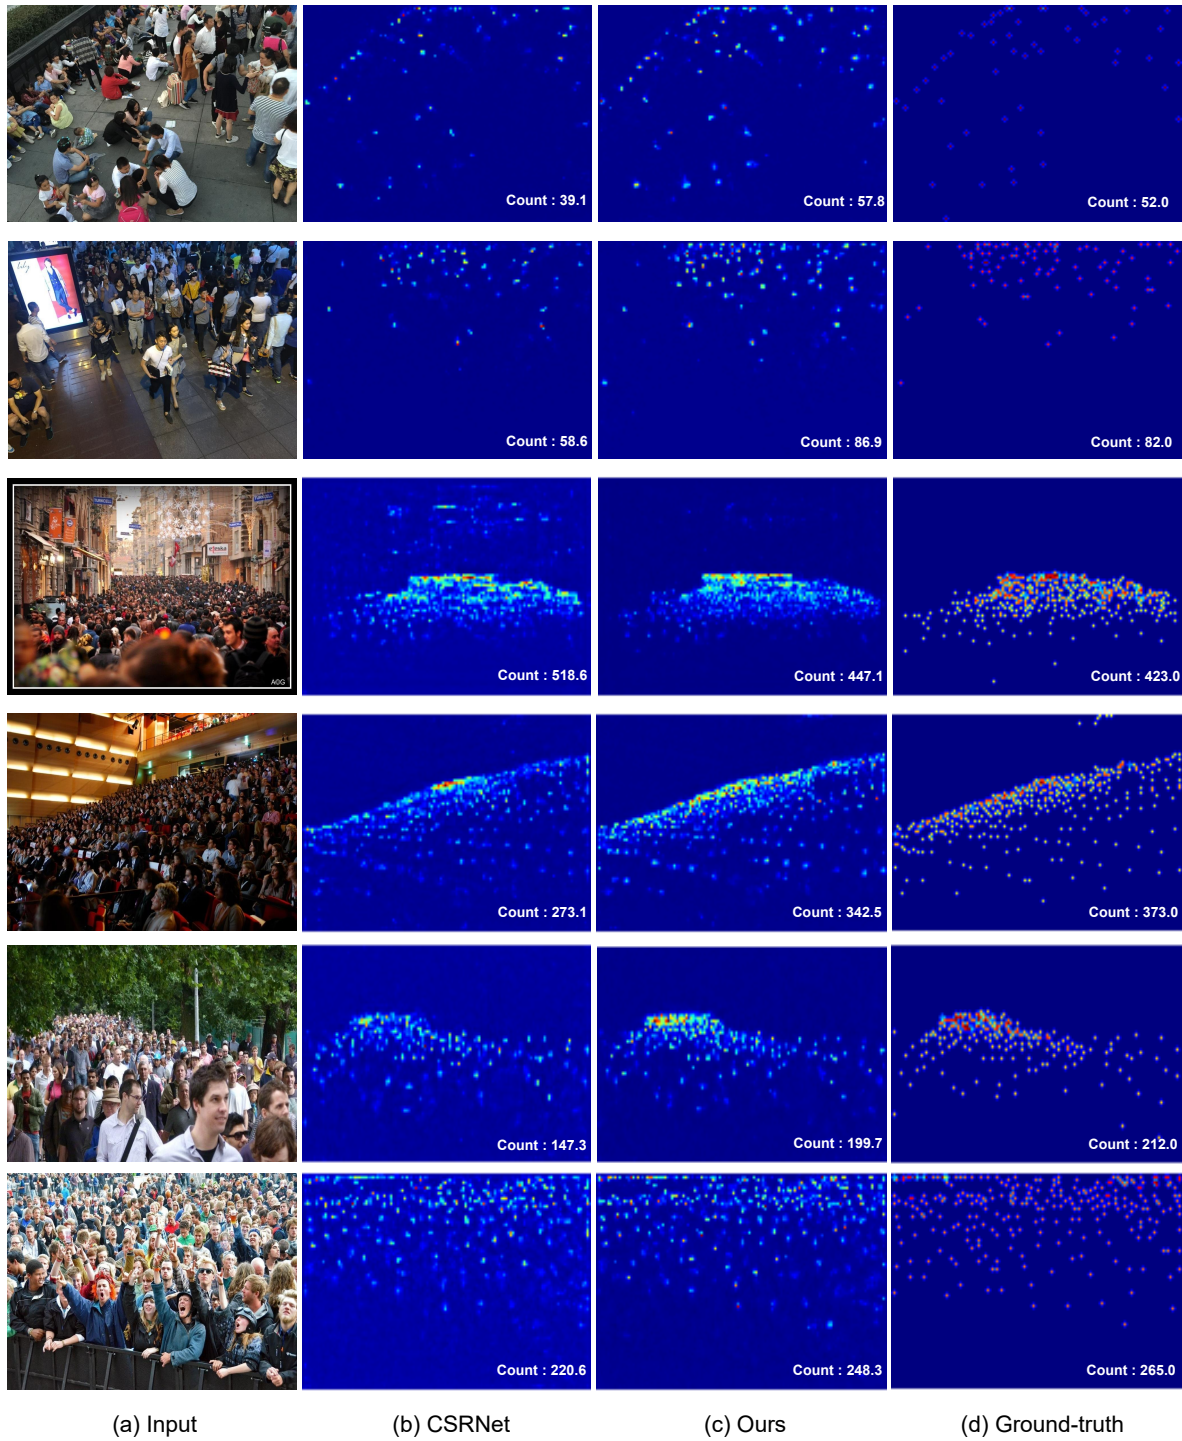 Count : 39.1
Count : 57.8
Count : 52.0
Count : 58.6
Count : 86.9
Count : 82.0
AOG
Count : 518.6
Count : 447.1
Count : 423.0
Count : 273.1
Count : 342.5
Count : 373.0
Count : 147.3
Count : 199.7
Count : 212.0
Count : 220.6
Count : 248.3
Count : 265.0
(a) Input
(b) CSRNet
(c) Ours
(d) Ground-truth